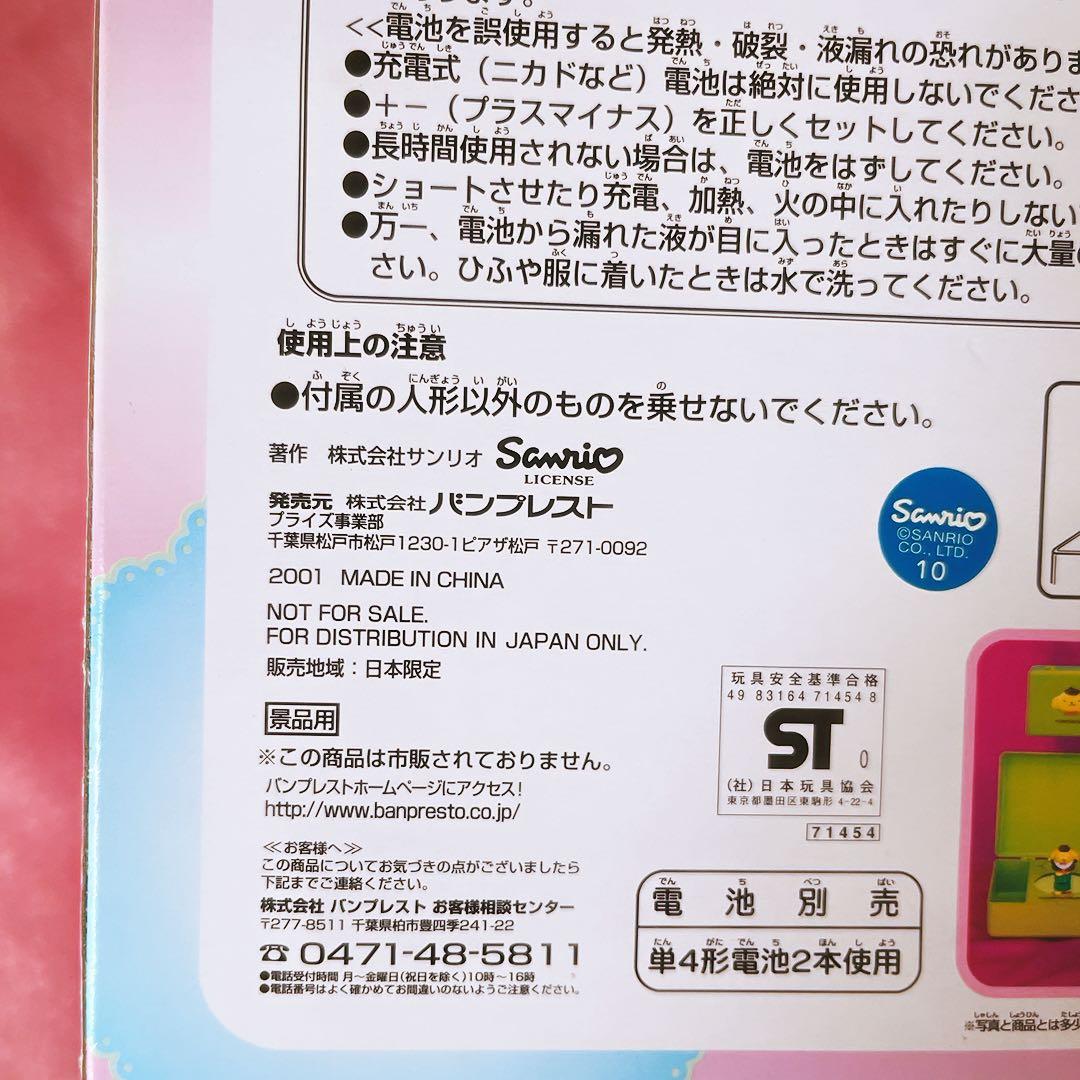 <<電池を誤使用すると発熱・破裂・液漏れの恐れがありま
●充電式(ニカドなど)電池は絶対に使用しないでくださ
●+−(プラスマイナス)を正しくセットしてください。
●長時間使用されない場合は、電池をはずしてください。
●ショートさせたり充電、加熱、火の中に入れたりしない
●万一、電池から漏れた液が目に入ったときはすぐに大量
さい。ひふや服に着いたときは水で洗ってください。
使用上の注意
●付属の人形以外のものを乗せないでください。
著作 株式会社サンリオ Sanrio
LICENSE
発売元 株式会社バンプレスト
プライズ事業部
千葉県松戸市松戸1230-1ピアザ松戸 〒271-0092
2001 MADE IN CHINA
NOT FOR SALE.
FOR DISTRIBUTION IN JAPAN ONLY.
販売地域:日本限定
景品用
※この商品は市販されておりません。
バンプレストホームページにアクセス!
http://www.banpresto.co.jp/
≪お客様へ≫
この商品についてお気づきの点がございましたら
下記までご連絡ください。
株式会社 バンプレスト お客様相談センター
〒277-8511 千葉県柏市豊四季241-22
☎0471-48-5811
●電話受付時間 月〜金曜日(祝日を除く)10時〜16時
●電話番号はよく確かめてお間違いのないようご注意ください。
Sanrio
©SANRIO
CO., LTD.
10
玩具安全基準合格
49 83164 71454 8
ST 0
(社)日本玩具協会
東京都墨田区東駒形 4-22-4
71454
電池別売
単4形電池2本使用
※写真と商品とは多少